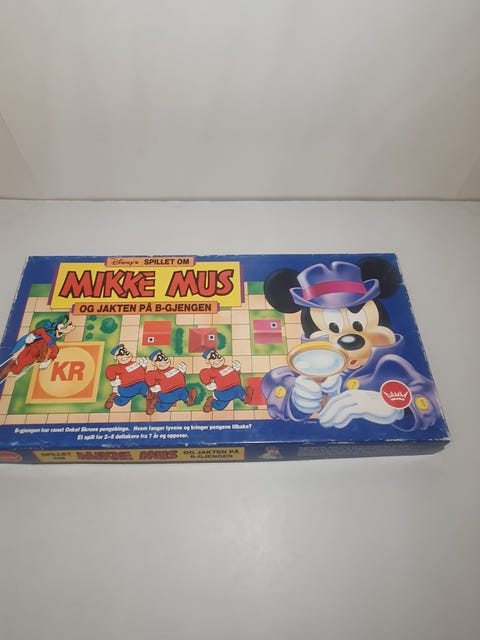 Disney's SPILLET OM
MIKKE MUS
OG JAKTEN PÅ B-GJENGEN
KR
DAMM
B-gjengen har ranet Onkel Skrues pengebinge. Hvem fanger tyvene og bringer pengene tilbake?
Et spill for 2-6 deltakere fra 7 år og oppover.
SPILLET OM
MIKKE MUS
OG JAKTEN PÅ B-GJENGEN